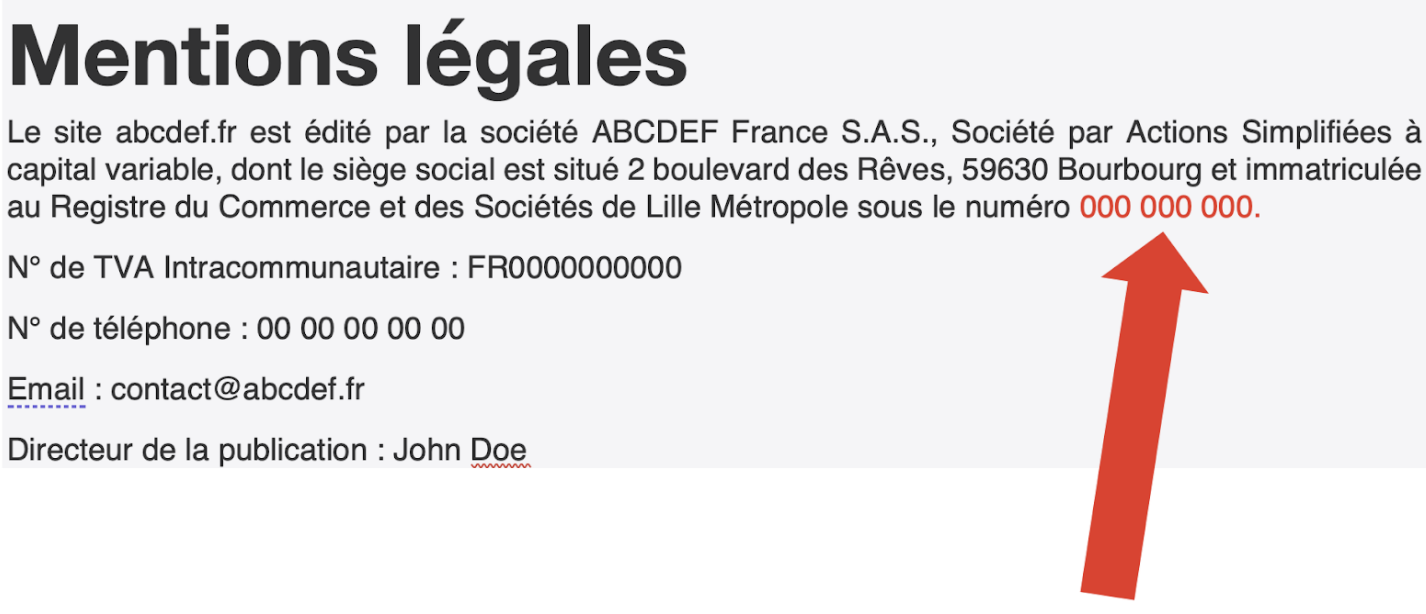 Mentions légales
Le site abcdef.fr est édité par la société ABCDEF France S.A.S., Société par Actions Simplifiées à
capital variable, dont le siège social est situé 2 boulevard des Rêves, 59630 Bourbourg et immatriculée
au Registre du Commerce et des Sociétés de Lille Métropole sous le numéro 000 000 000.
N° de TVA Intracommunautaire : FR0000000000
N° de téléphone : 00 00 00 00 00
Email : contact@abcdef.fr
Directeur de la publication : John Doe